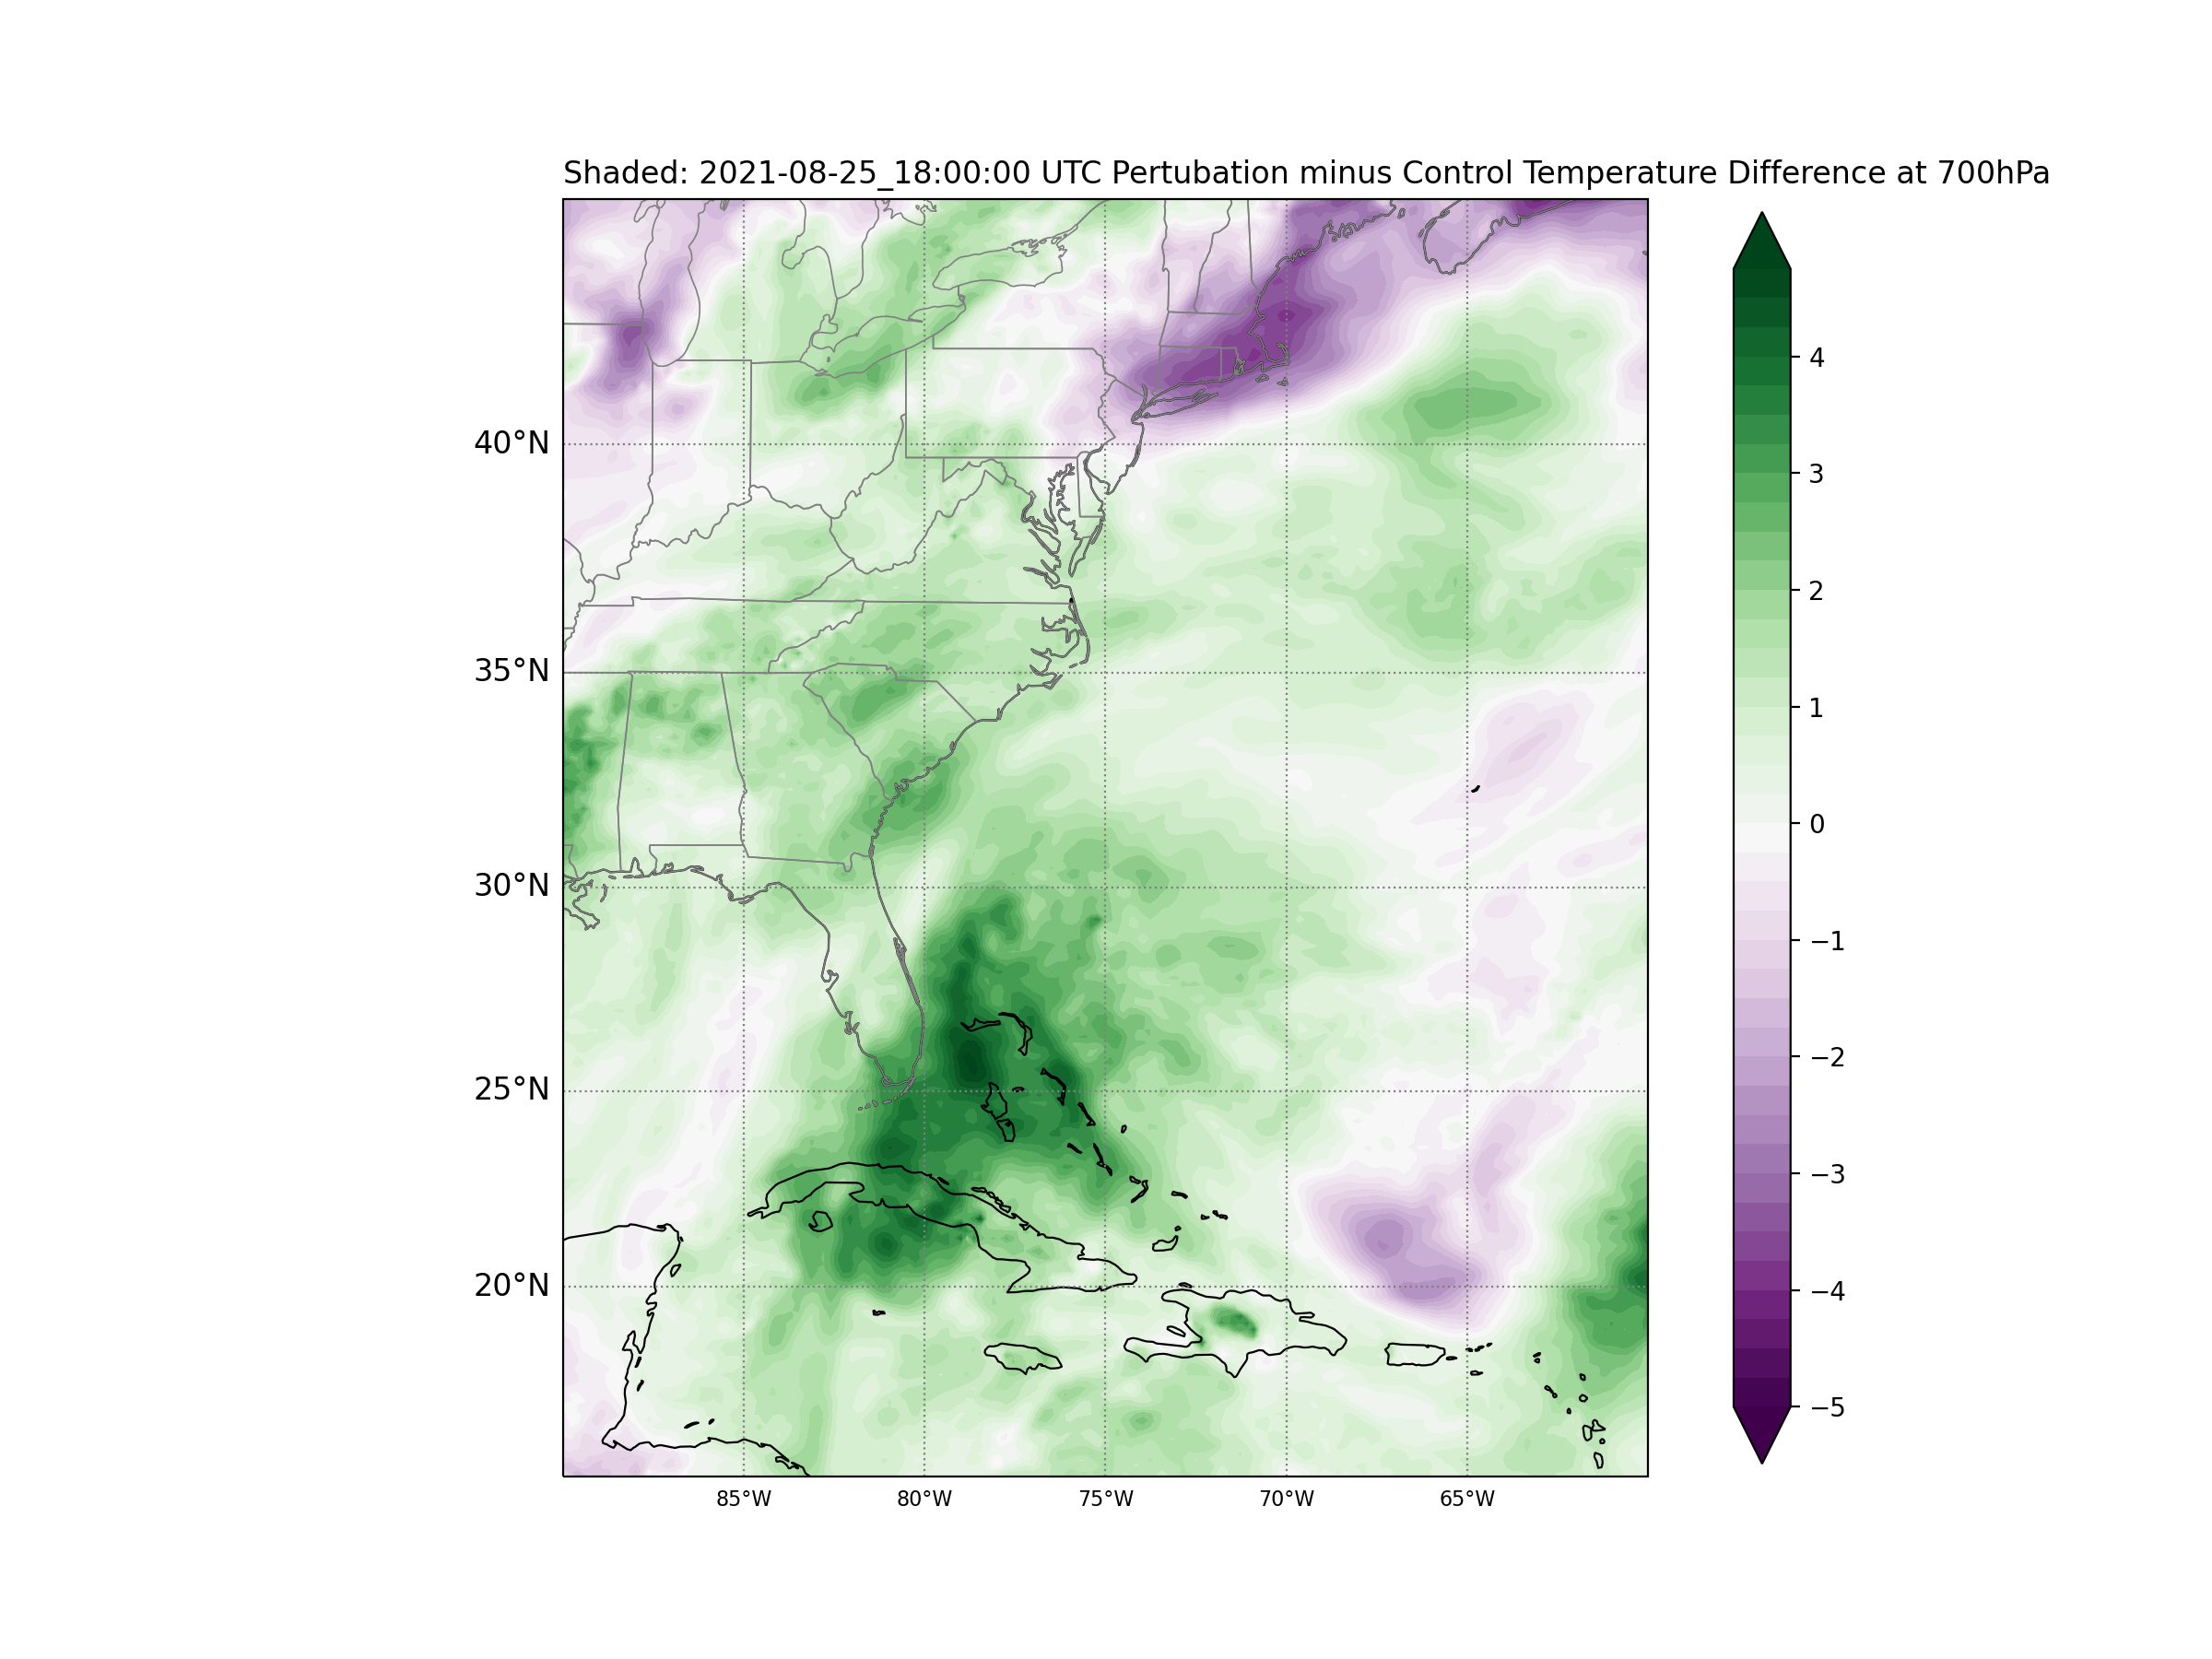 Shaded: 2021-08-25_18:00:00 UTC Pertubation minus Control Temperature Difference at 700hPa
40°N
35°N
30°N
25°N
20°N
85°W
80°W
75°W
70°W
65°W
4
3
2
1
0
−1
−2
−3
−4
−5